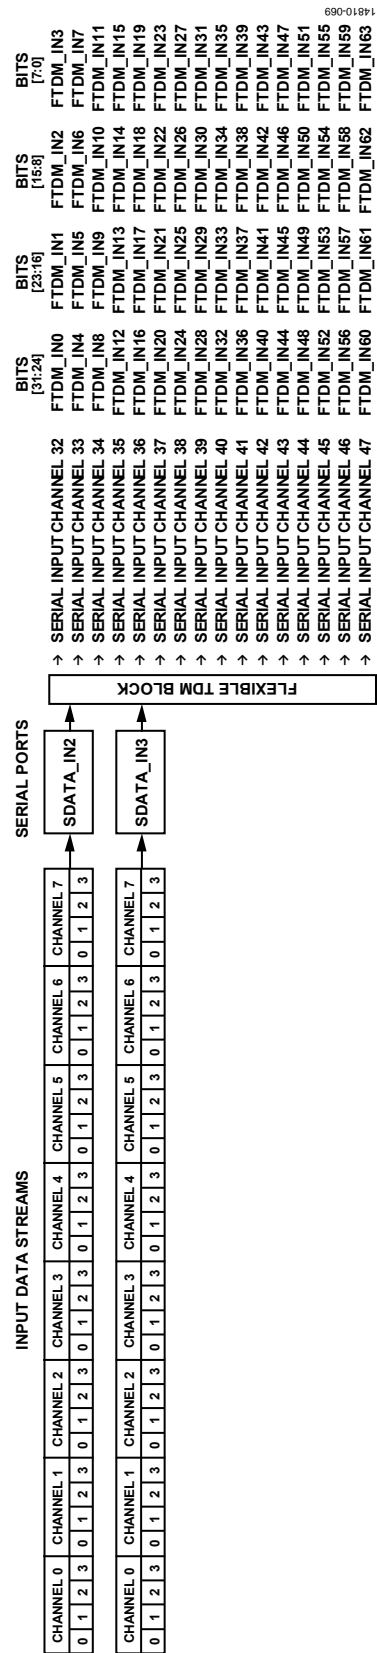 INPUT DATA STREAMS
SERIAL PORTS
BITS [31:24] BITS [23:16] BITS [15:8] BITS [7:0]
CHANNEL 0 CHANNEL 1 CHANNEL 2 CHANNEL 3 CHANNEL 4 CHANNEL 5 CHANNEL 6 CHANNEL 7
0 1 2 3 0 1 2 3 0 1 2 3 0 1 2 3 0 1 2 3 0 1 2 3 0 1 2 3 0 1 2 3
SDATA_IN2
CHANNEL 0 CHANNEL 1 CHANNEL 2 CHANNEL 3 CHANNEL 4 CHANNEL 5 CHANNEL 6 CHANNEL 7
0 1 2 3 0 1 2 3 0 1 2 3 0 1 2 3 0 1 2 3 0 1 2 3 0 1 2 3 0 1 2 3
SDATA_IN3
FLEXIBLE TDM BLOCK
→ SERIAL INPUT CHANNEL 32 FTDM_IN0 FTDM_IN1 FTDM_IN2 FTDM_IN3
→ SERIAL INPUT CHANNEL 33 FTDM_IN4 FTDM_IN5 FTDM_IN6 FTDM_IN7
→ SERIAL INPUT CHANNEL 34 FTDM_IN8 FTDM_IN9 FTDM_IN10 FTDM_IN11
→ SERIAL INPUT CHANNEL 35 FTDM_IN12 FTDM_IN13 FTDM_IN14 FTDM_IN15
→ SERIAL INPUT CHANNEL 36 FTDM_IN16 FTDM_IN17 FTDM_IN18 FTDM_IN19
→ SERIAL INPUT CHANNEL 37 FTDM_IN20 FTDM_IN21 FTDM_IN22 FTDM_IN23
→ SERIAL INPUT CHANNEL 38 FTDM_IN24 FTDM_IN25 FTDM_IN26 FTDM_IN27
→ SERIAL INPUT CHANNEL 39 FTDM_IN28 FTDM_IN29 FTDM_IN30 FTDM_IN31
→ SERIAL INPUT CHANNEL 40 FTDM_IN32 FTDM_IN33 FTDM_IN34 FTDM_IN35
→ SERIAL INPUT CHANNEL 41 FTDM_IN36 FTDM_IN37 FTDM_IN38 FTDM_IN39
→ SERIAL INPUT CHANNEL 42 FTDM_IN40 FTDM_IN41 FTDM_IN42 FTDM_IN43
→ SERIAL INPUT CHANNEL 43 FTDM_IN44 FTDM_IN45 FTDM_IN46 FTDM_IN47
→ SERIAL INPUT CHANNEL 44 FTDM_IN48 FTDM_IN49 FTDM_IN50 FTDM_IN51
→ SERIAL INPUT CHANNEL 45 FTDM_IN52 FTDM_IN53 FTDM_IN54 FTDM_IN55
→ SERIAL INPUT CHANNEL 46 FTDM_IN56 FTDM_IN57 FTDM_IN58 FTDM_IN59
→ SERIAL INPUT CHANNEL 47 FTDM_IN60 FTDM_IN61 FTDM_IN62 FTDM_IN63
14810-069